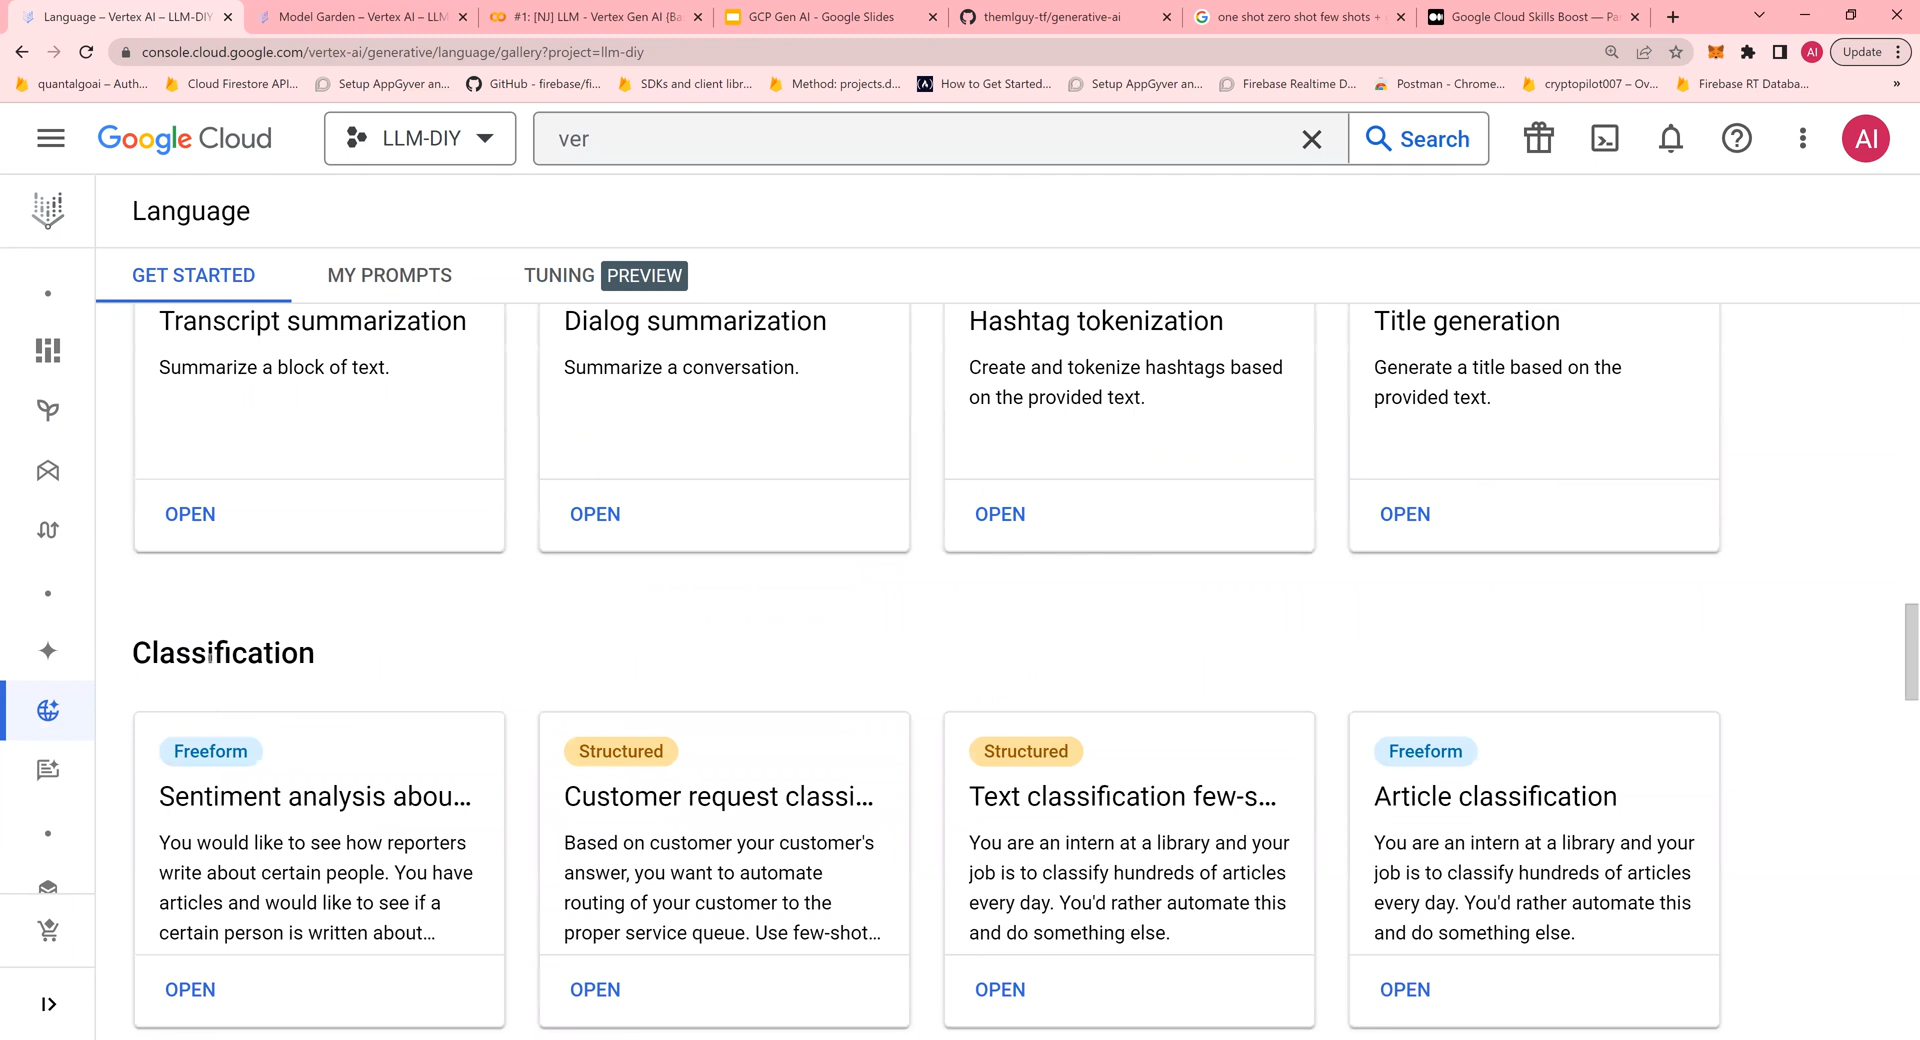 Language – Vertex AI – LLM-DIY
Model Garden – Vertex AI – LLM
#1: [NJ] LLM - Vertex Gen AI {Ba
GCP Gen AI - Google Slides
themlguy-tf/generative-ai
one shot zero shot few shots +
Google Cloud Skills Boost — Pa
console.cloud.google.com/vertex-ai/generative/language/gallery?project=llm-diy
AI
Update
quantalgoai – Auth...
Cloud Firestore API...
Setup AppGyver an...
GitHub - firebase/fi...
SDKs and client libr...
Method: projects.d...
How to Get Started...
Setup AppGyver an...
Firebase Realtime D...
Postman - Chrome...
cryptopilot007 – Ov...
Firebase RT Databa...
»
Google Cloud
LLM-DIY
ver
Search
AI
Language
GET STARTED
MY PROMPTS
TUNING PREVIEW
Transcript summarization
Summarize a block of text.
OPEN
Dialog summarization
Summarize a conversation.
OPEN
Hashtag tokenization
Create and tokenize hashtags based
on the provided text.
OPEN
Title generation
Generate a title based on the
provided text.
OPEN
Classification
Freeform
Sentiment analysis abou...
You would like to see how reporters
write about certain people. You have
articles and would like to see if a
certain person is written about...
OPEN
Structured
Customer request classi...
Based on customer your customer's
answer, you want to automate
routing of your customer to the
proper service queue. Use few-shot...
OPEN
Structured
Text classification few-s...
You are an intern at a library and your
job is to classify hundreds of articles
every day. You'd rather automate this
and do something else.
OPEN
Freeform
Article classification
You are an intern at a library and your
job is to classify hundreds of articles
every day. You'd rather automate this
and do something else.
OPEN